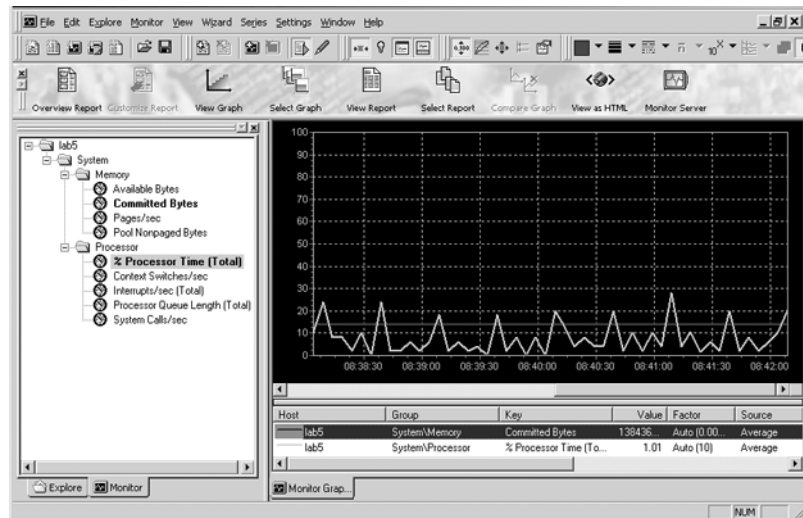 File Edit Explore Monitor View Wizard Series Settings Window Help
Overview Report Customize Report View Graph Select Graph View Report Select Report Compare Graph View as HTML Monitor Server
lab5
System
Memory
Available Bytes
Committed Bytes
Pages/sec
Pool Nonpaged Bytes
Processor
% Processor Time (Total)
Context Switches/sec
Interrupts/sec (Total)
Processor Queue Length (Total)
System Calls/sec
Explore Monitor
100
90
80
70
60
50
40
30
20
10
0
08:38:30 08:39:00 08:39:30 08:40:00 08:40:30 08:41:00 08:41:30 08:42:00
Host Group Key Value Factor Source
lab5 System\Memory Committed Bytes 138436... Auto (0.00... Average
lab5 System\Processor % Processor Time (To... 1.01 Auto (10) Average
Monitor Grap...
NUM